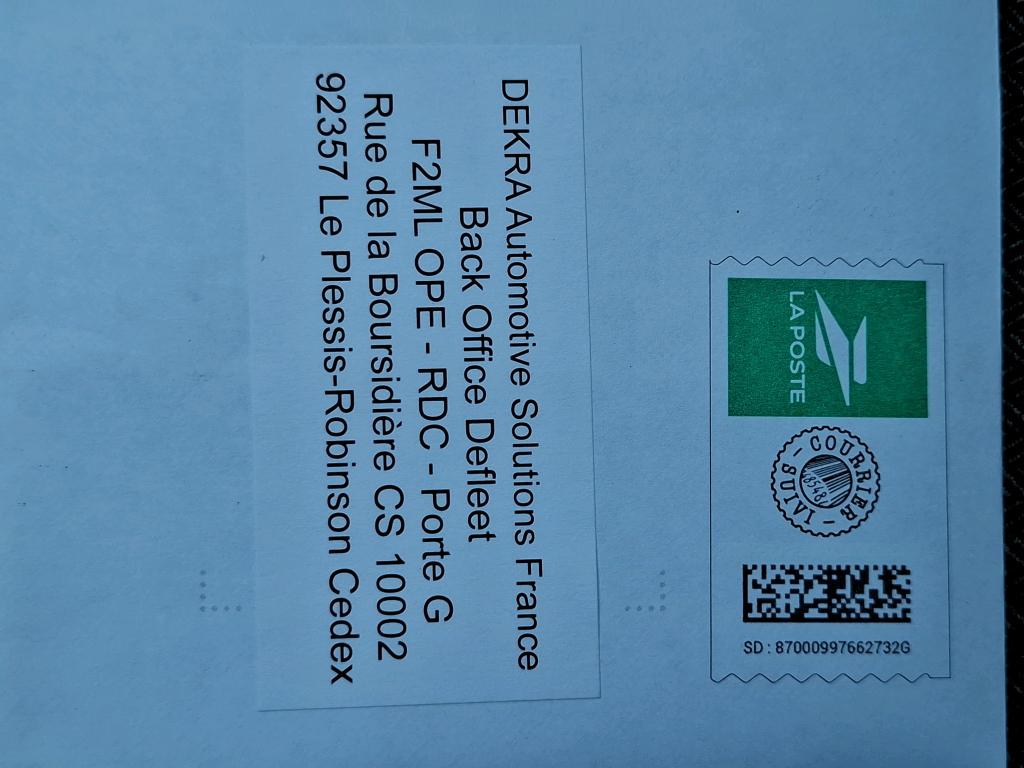 DEKRA Automotive Solutions France
Back Office Defleet
F2ML OPE - RDC - Porte G
Rue de la Boursidière CS 10002
92357 Le Plessis-Robinson Cedex
LA POSTE
COURRIER - SUIVI -
SD : 87000997662732G